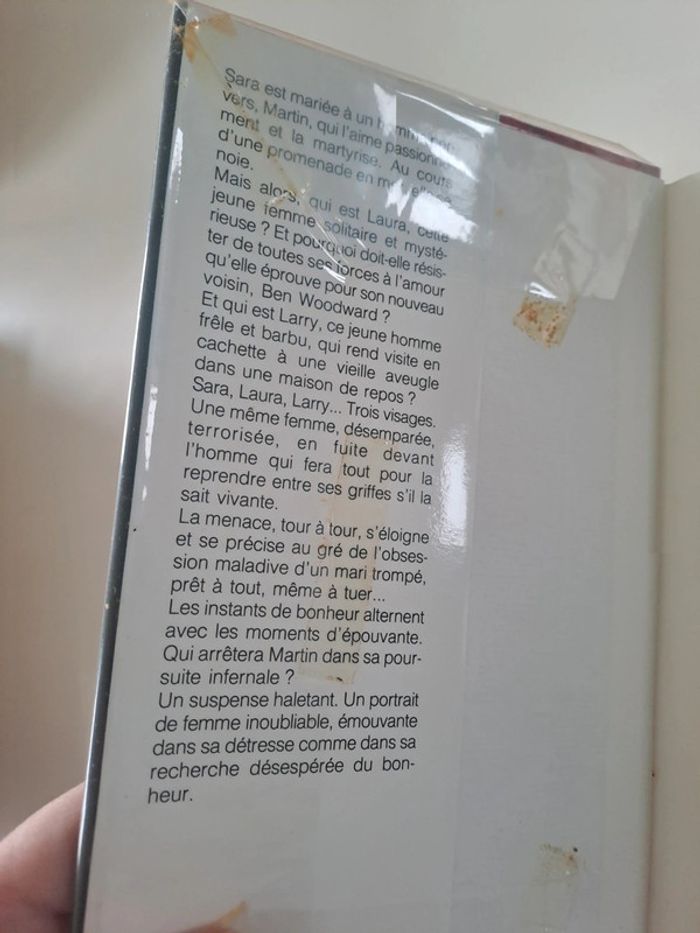 Sara est mariée à un homme per-
vers, Martin, qui l'aime passionné-
ment et la martyrise. Au cours
d'une promenade en mer, elle se
noie.
Mais alors, qui est Laura, cette
jeune femme solitaire et mysté-
rieuse ? Et pourquoi doit-elle résis-
ter de toutes ses forces à l'amour
qu'elle éprouve pour son nouveau
voisin, Ben Woodward ?
Et qui est Larry, ce jeune homme
frêle et barbu, qui rend visite en
cachette à une vieille aveugle
dans une maison de repos ?
Sara, Laura, Larry... Trois visages.
Une même femme, désemparée,
terrorisée, en fuite devant
l'homme qui fera tout pour la
reprendre entre ses griffes s'il la
sait vivante.
La menace, tour à tour, s'éloigne
et se précise au gré de l'obses-
sion maladive d'un mari trompé,
prêt à tout, même à tuer...
Les instants de bonheur alternent
avec les moments d'épouvante.
Qui arrêtera Martin dans sa pour-
suite infernale ?
Un suspense haletant. Un portrait
de femme inoubliable, émouvante
dans sa détresse comme dans sa
recherche désespérée du bon-
heur.